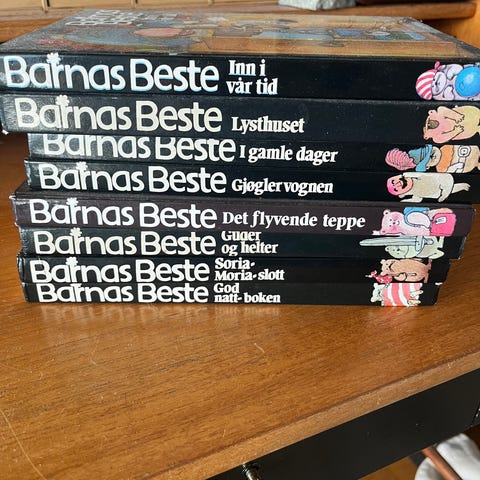 Barnas Beste Inn i
vår tid
Barnas Beste Lysthuset
Barnas Beste I gamle dager
Barnas Beste Gjøglervognen
Barnas Beste Det flyvende teppe
Barnas Beste Guder
og helter
Barnas Beste Soria-
Moria-slott
Barnas Beste God
natt-boken